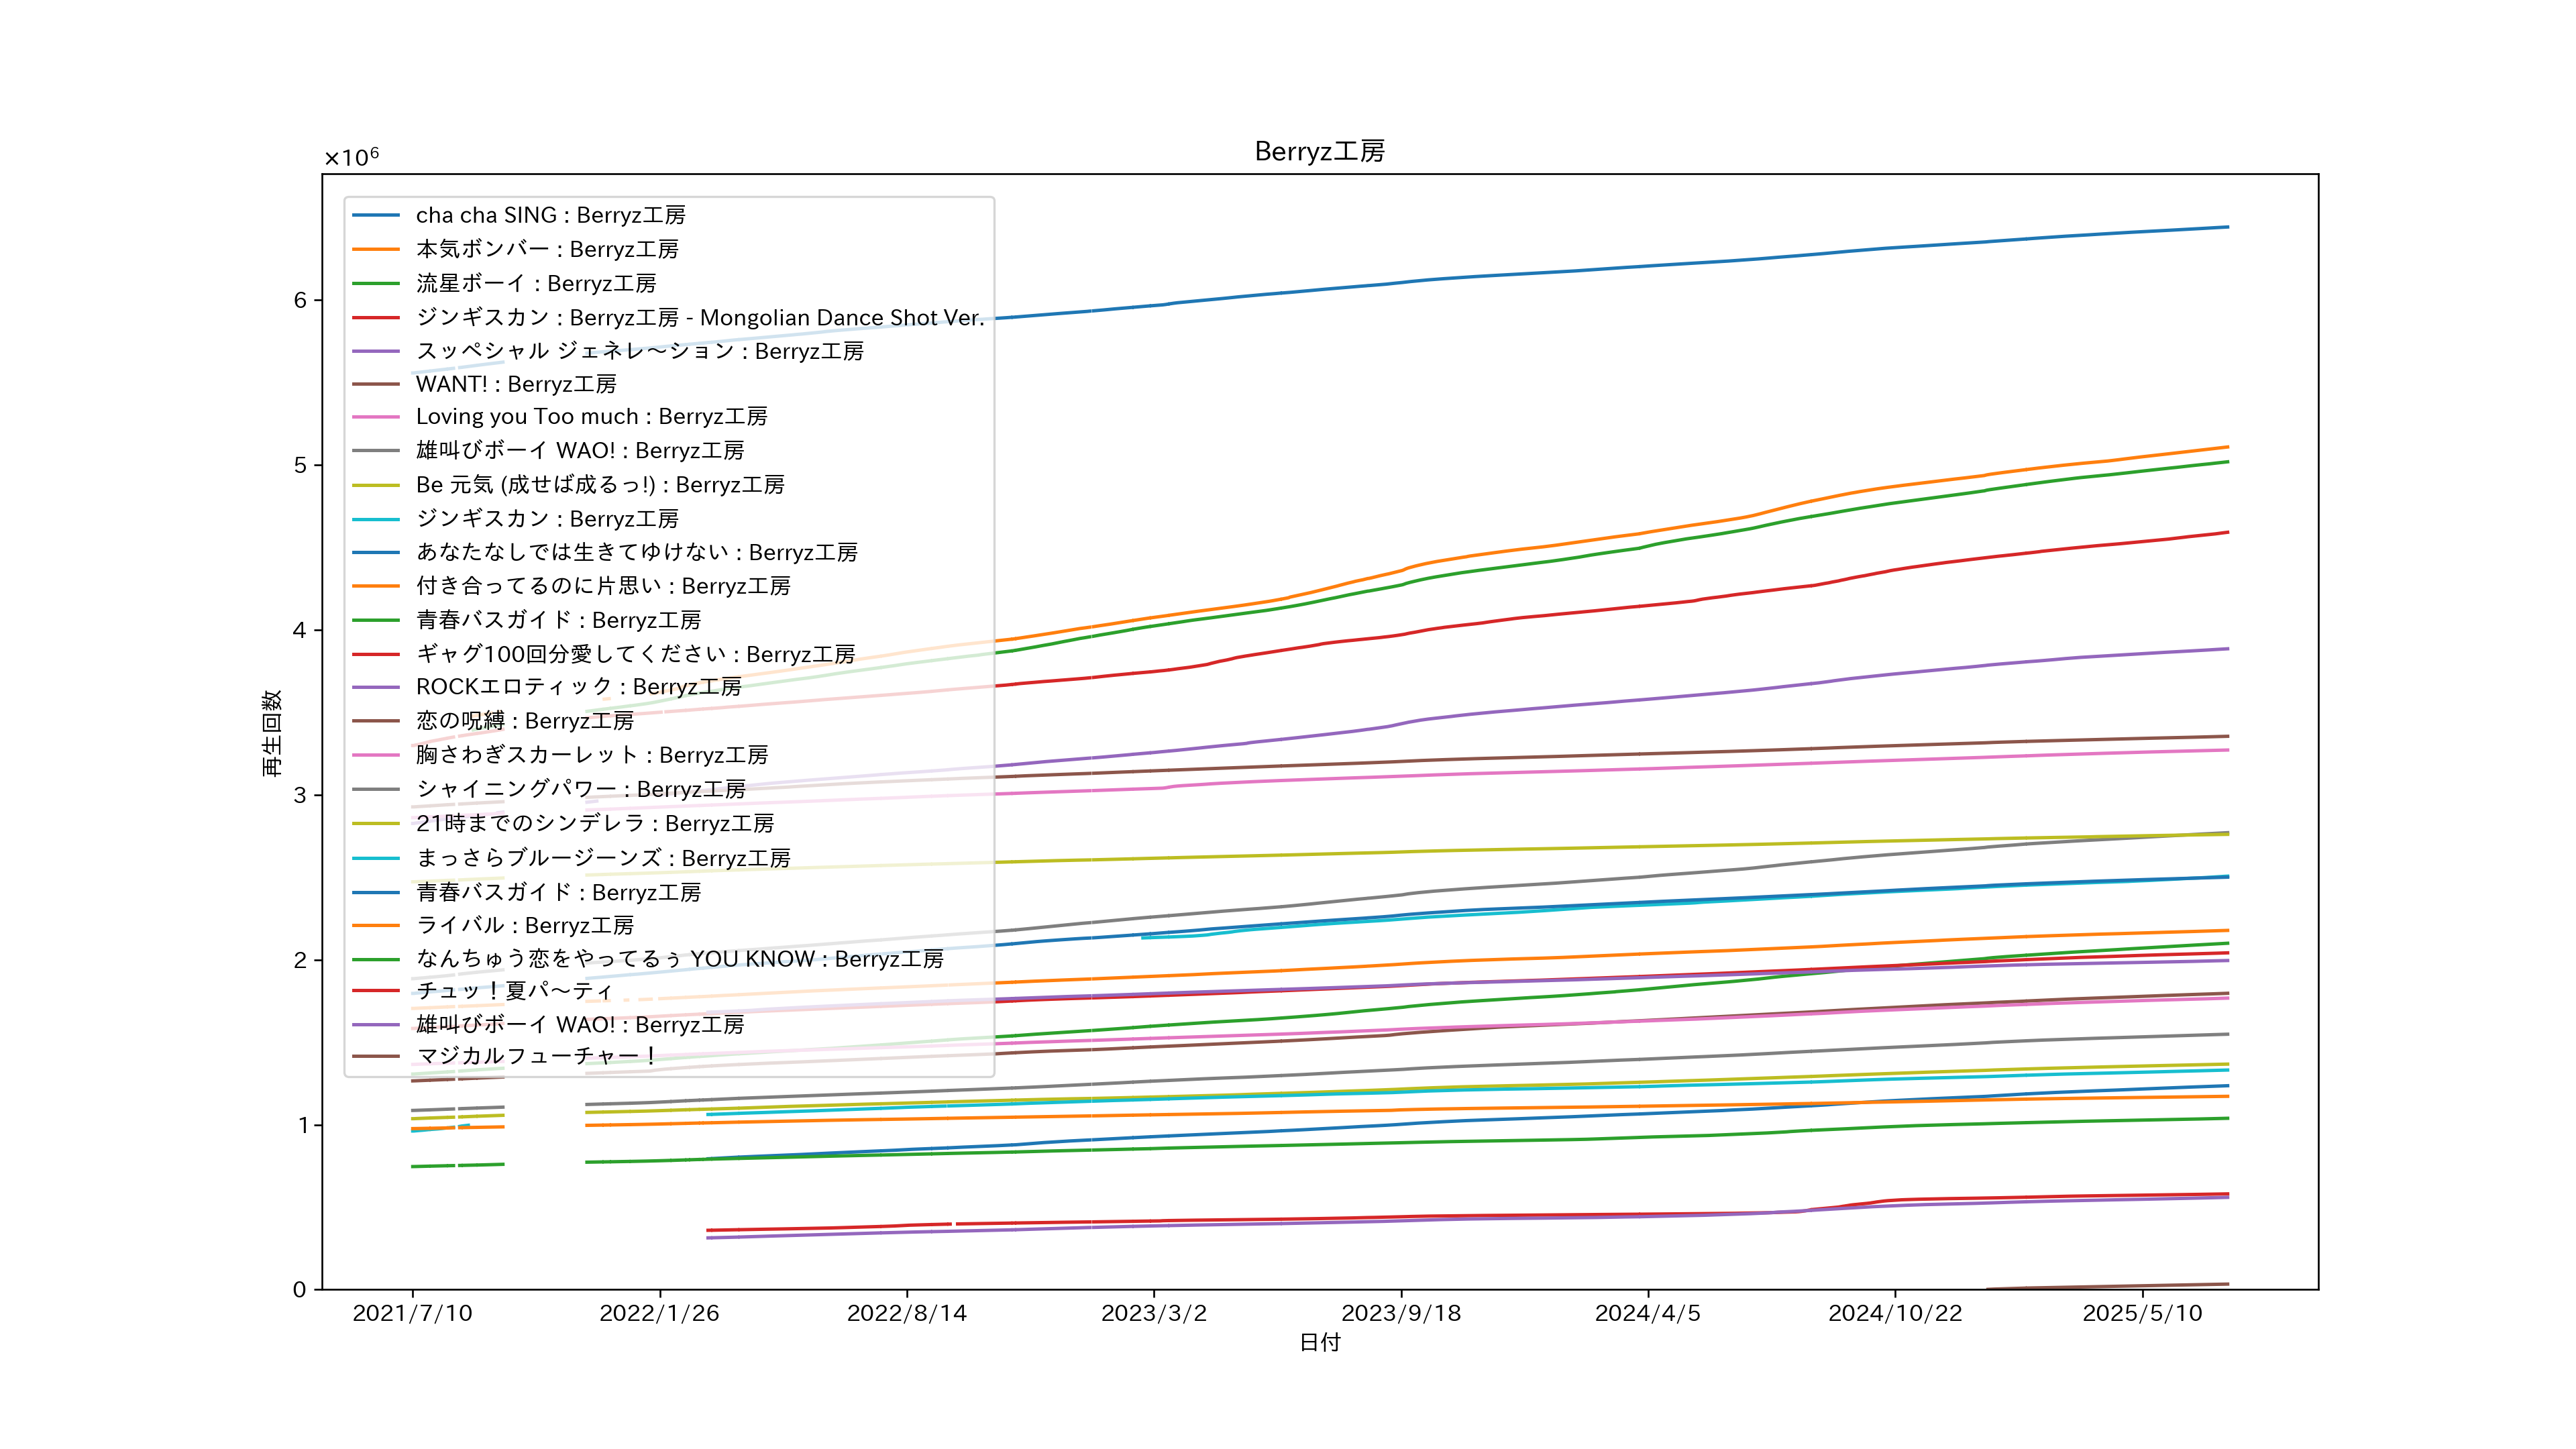 Berryz工房
×10⁶
cha cha SING : Berryz工房
本気ボンバー : Berryz工房
流星ボーイ : Berryz工房
ジンギスカン : Berryz工房 - Mongolian Dance Shot Ver.
スッペシャル ジェネレ〜ション : Berryz工房
WANT! : Berryz工房
Loving you Too much : Berryz工房
雄叫びボーイ WAO! : Berryz工房
Be 元気 (成せば成るっ!) : Berryz工房
ジンギスカン : Berryz工房
あなたなしでは生きてゆけない : Berryz工房
付き合ってるのに片思い : Berryz工房
青春バスガイド : Berryz工房
ギャグ100回分愛してください : Berryz工房
ROCKエロティック : Berryz工房
恋の呪縛 : Berryz工房
胸さわぎスカーレット : Berryz工房
シャイニングパワー : Berryz工房
21時までのシンデレラ : Berryz工房
まっさらブルージーンズ : Berryz工房
青春バスガイド : Berryz工房
ライバル : Berryz工房
なんちゅう恋をやってるぅ YOU KNOW : Berryz工房
チュッ！夏パ〜ティ
雄叫びボーイ WAO! : Berryz工房
マジカルフューチャー！
6
5
4
3
2
1
0
再生回数
2021/7/10
2022/1/26
2022/8/14
2023/3/2
2023/9/18
2024/4/5
2024/10/22
2025/5/10
日付